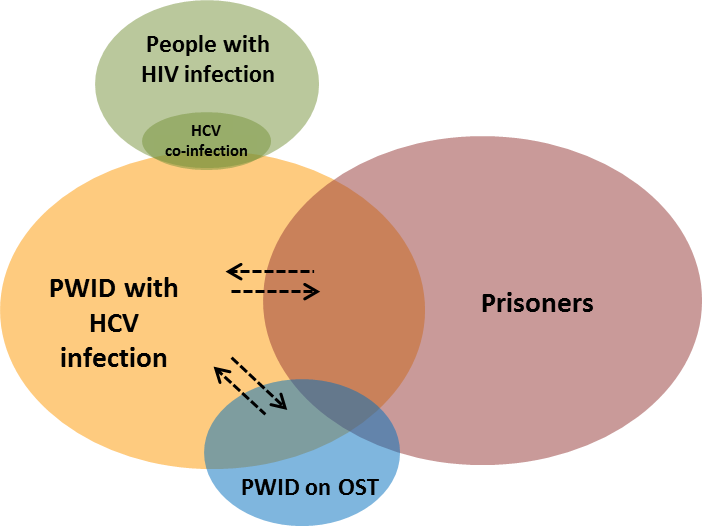 People with
HIV infection
HCV
co-infection
PWID with
HCV
infection
Prisoners
PWID on OST